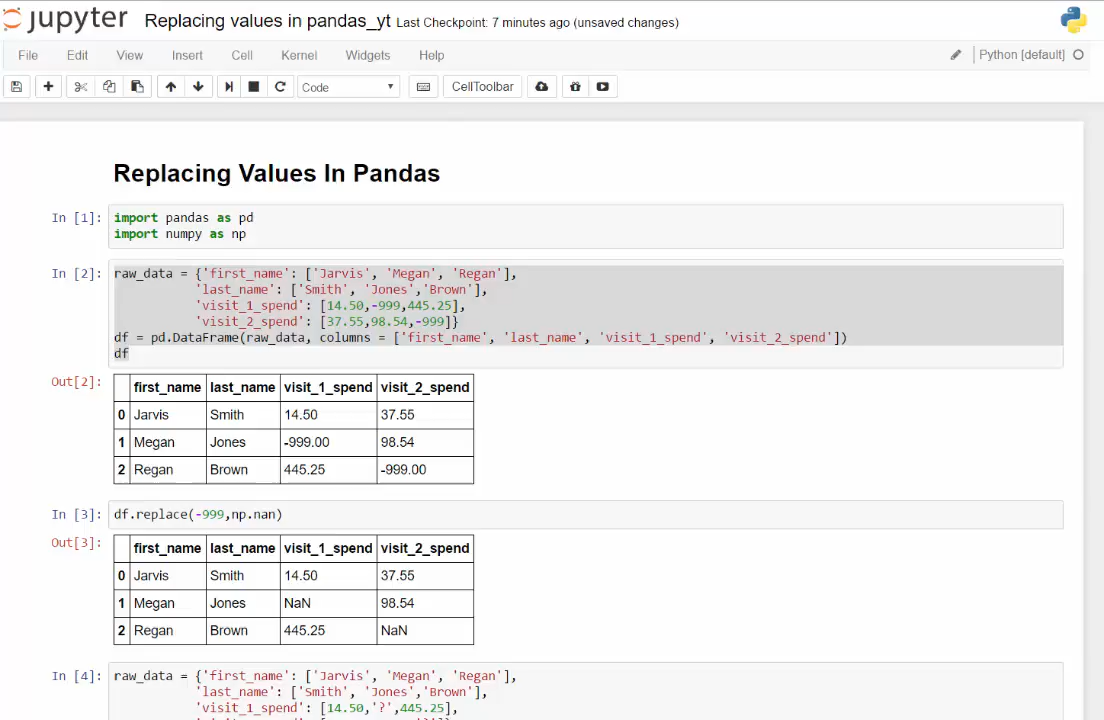 jupyter Replacing values in pandas_yt Last Checkpoint: 7 minutes ago (unsaved changes)
File Edit View Insert Cell Kernel Widgets Help Python [default]
Code CellToolbar
Replacing Values In Pandas
In [1]: import pandas as pd
import numpy as np
In [2]: raw_data = {'first_name': ['Jarvis', 'Megan', 'Regan'],
'last_name': ['Smith', 'Jones','Brown'],
'visit_1_spend': [14.50,-999,445.25],
'visit_2_spend': [37.55,98.54,-999]}
df = pd.DataFrame(raw_data, columns = ['first_name', 'last_name', 'visit_1_spend', 'visit_2_spend'])
df
Out[2]:
first_name last_name visit_1_spend visit_2_spend
0 Jarvis Smith 14.50 37.55
1 Megan Jones -999.00 98.54
2 Regan Brown 445.25 -999.00
In [3]: df.replace(-999,np.nan)
Out[3]:
first_name last_name visit_1_spend visit_2_spend
0 Jarvis Smith 14.50 37.55
1 Megan Jones NaN 98.54
2 Regan Brown 445.25 NaN
In [4]: raw_data = {'first_name': ['Jarvis', 'Megan', 'Regan'],
'last_name': ['Smith', 'Jones','Brown'],
'visit_1_spend': [14.50,'?',445.25],